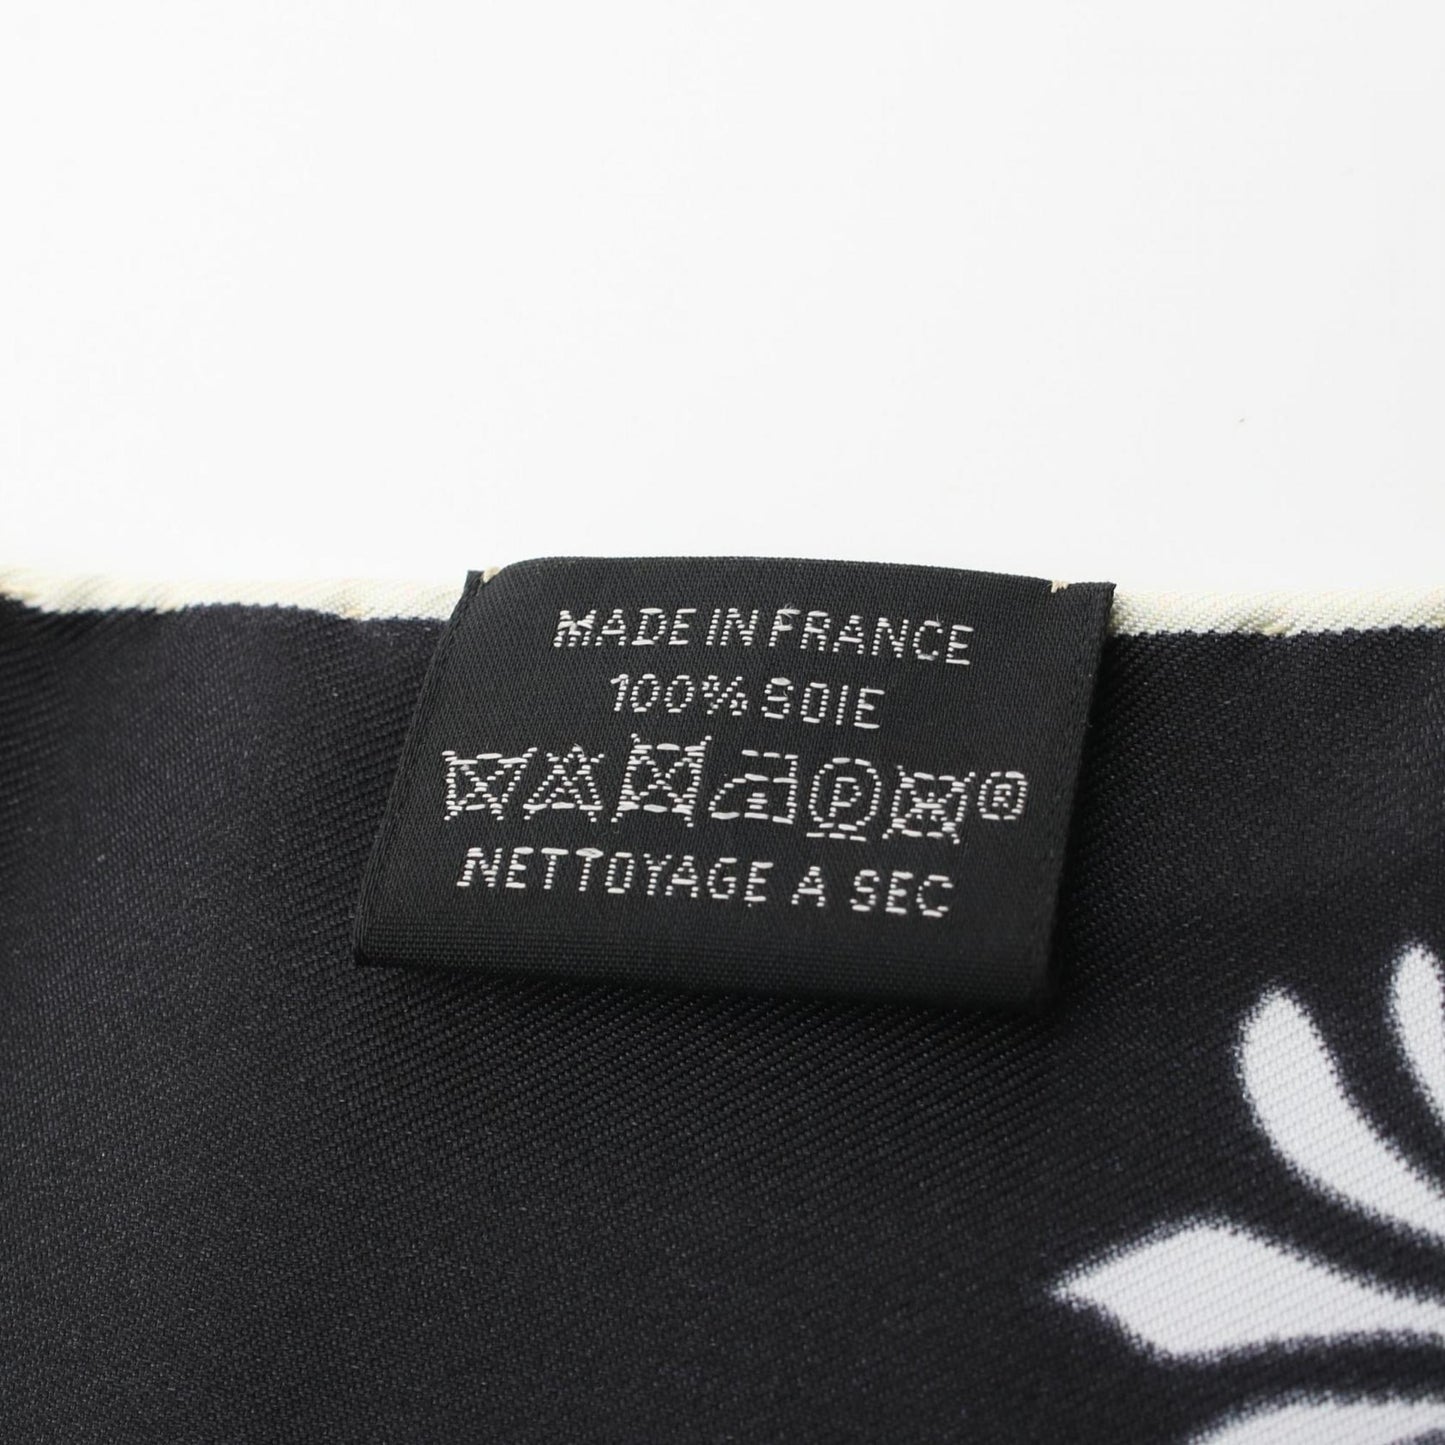 MADE IN FRANCE
100% SOIE
P ®
NETTOYAGE A SEC